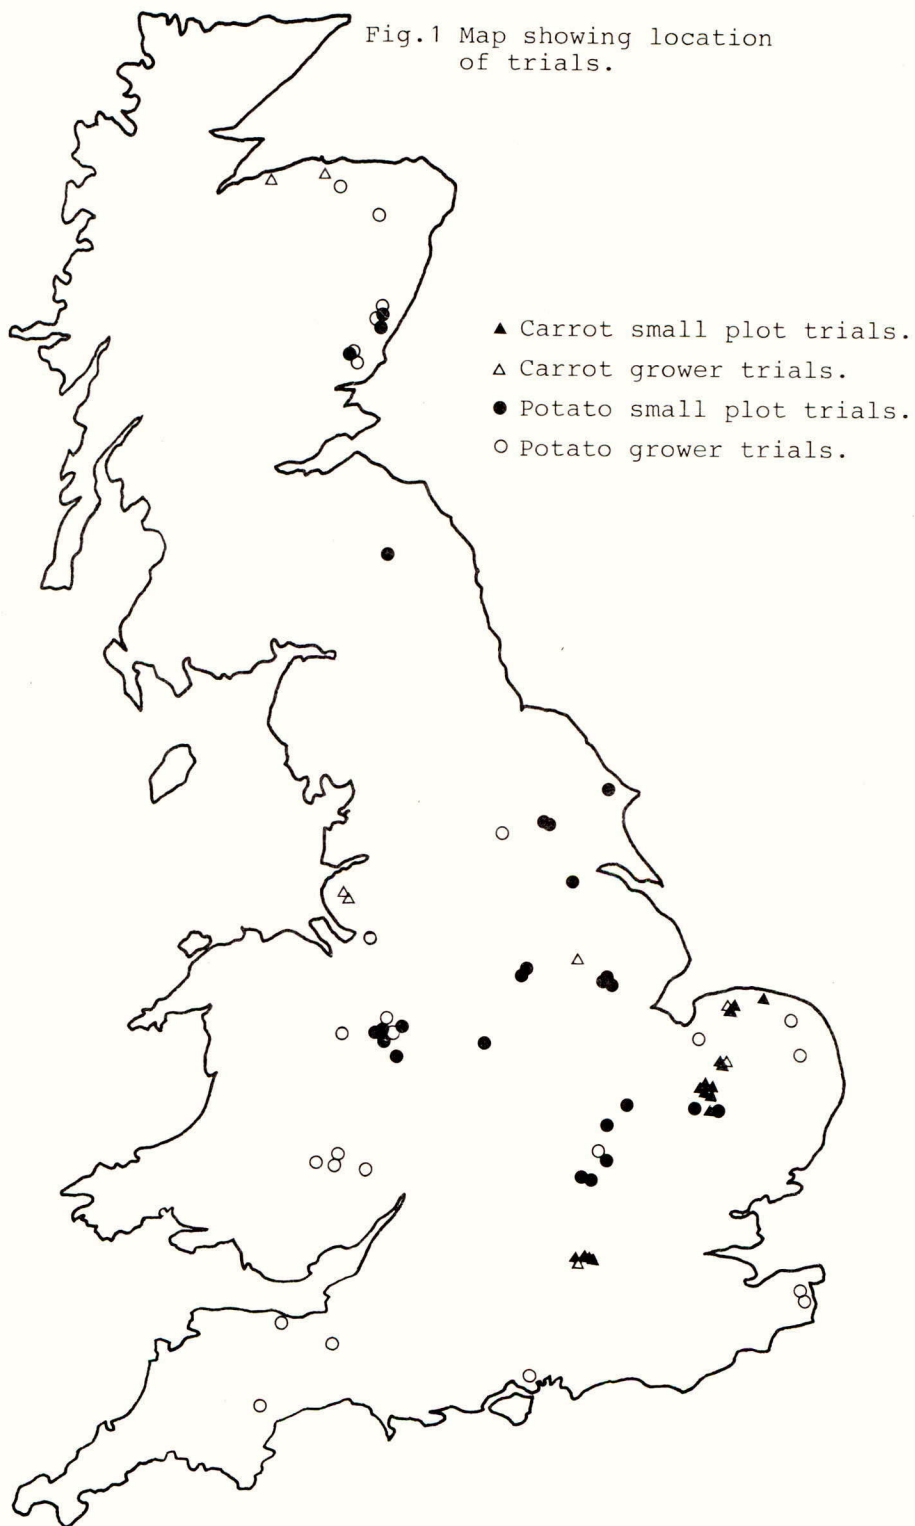 Fig.1 Map showing location
of trials.
▲ Carrot small plot trials.
△ Carrot grower trials.
● Potato small plot trials.
○ Potato grower trials.